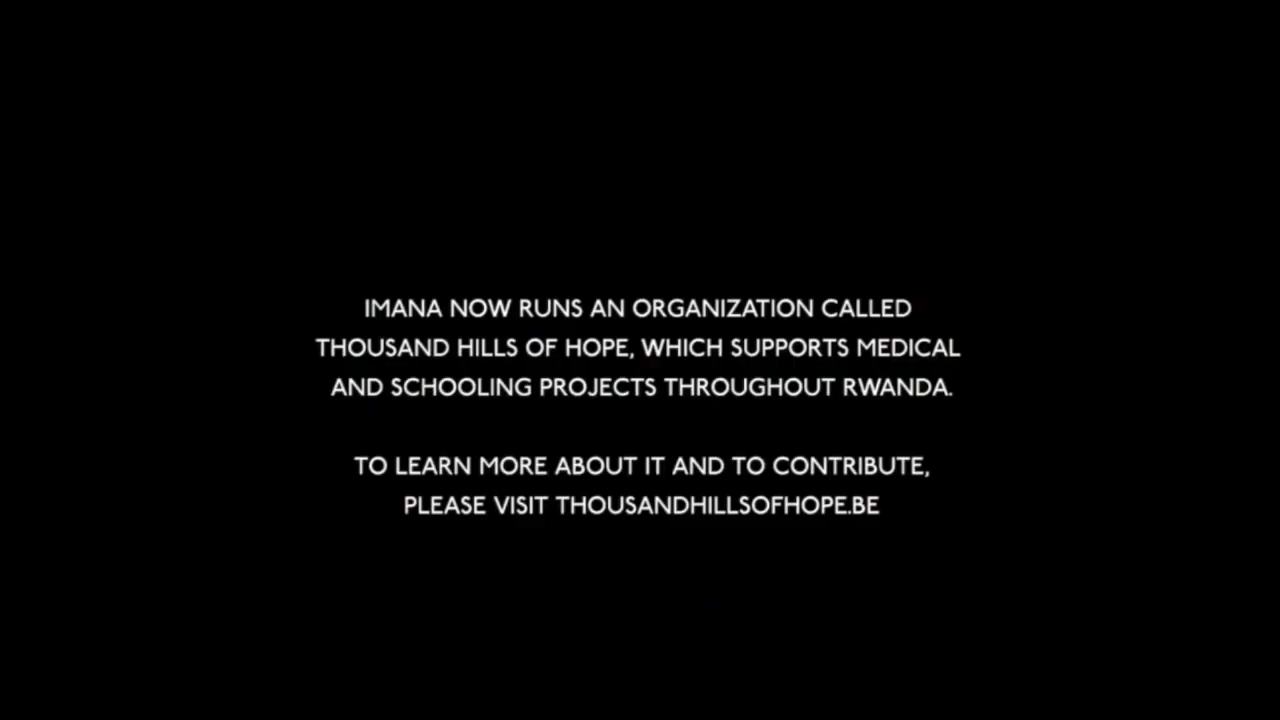 IMANA NOW RUNS AN ORGANIZATION CALLED
THOUSAND HILLS OF HOPE, WHICH SUPPORTS MEDICAL
AND SCHOOLING PROJECTS THROUGHOUT RWANDA.
TO LEARN MORE ABOUT IT AND TO CONTRIBUTE,
PLEASE VISIT THOUSANDHILLSOFHOPE.BE